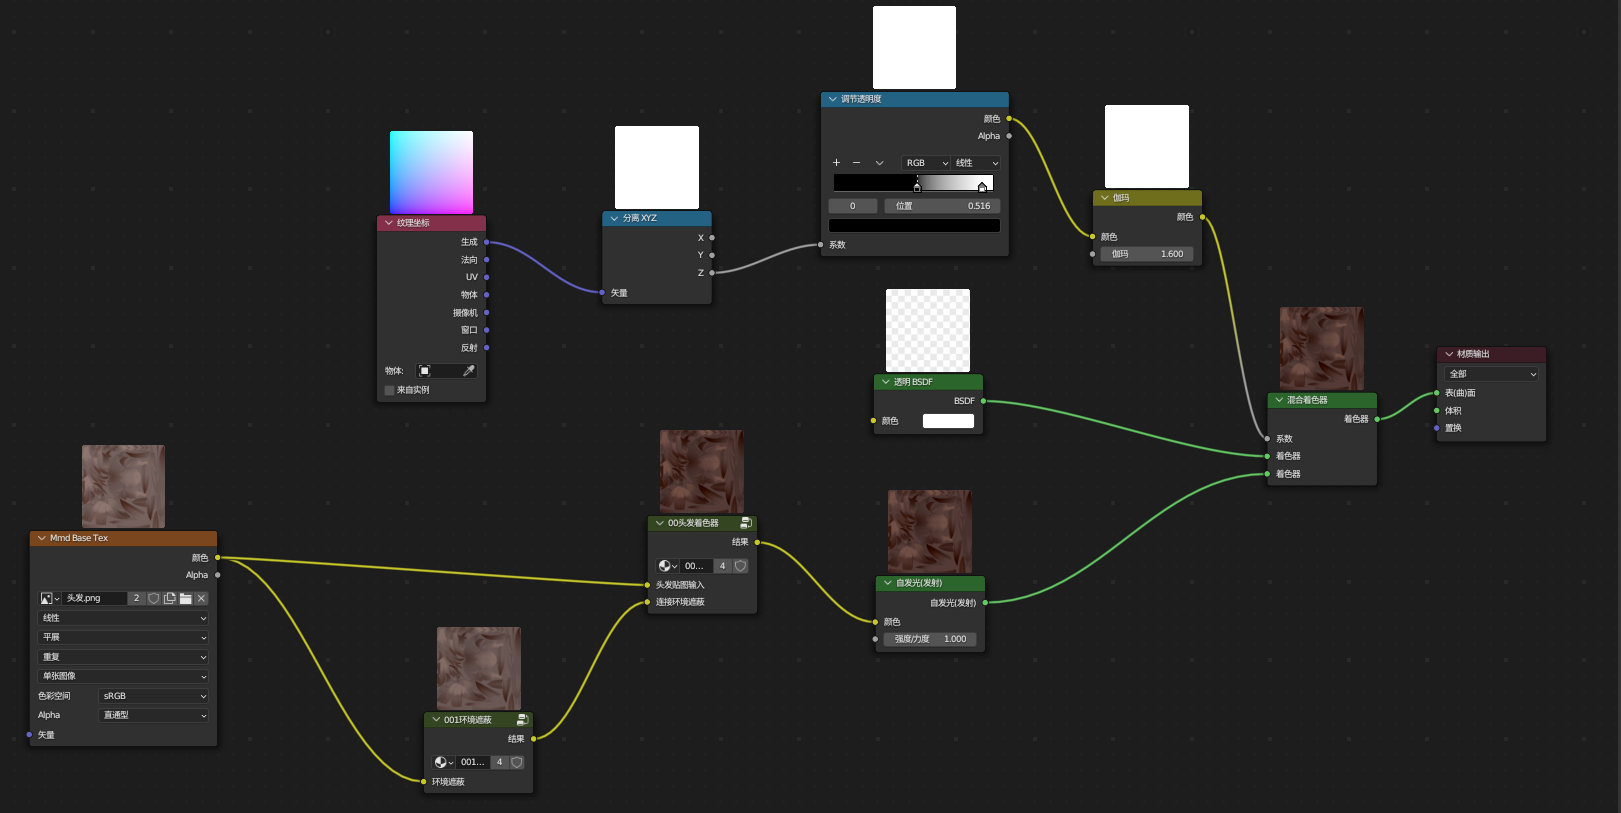 调节透明度
颜色
Alpha
+ − RGB 线性
0 位置 0.516
系数
伽玛
颜色
颜色
伽玛 1.600
纹理坐标
生成
法向
UV
物体
摄像机
窗口
反射
物体:
来自实例
分离 XYZ
X
Y
Z
矢量
透明 BSDF
BSDF
颜色
混合着色器
着色器
系数
着色器
着色器
材质输出
全部
表(曲)面
体积
置换
Mmd Base Tex
颜色
Alpha
头发.png 2
线性
平展
重复
单张图像
色彩空间 sRGB
Alpha 直通型
矢量
00头发着色器
结果
00... 4
头发贴图输入
连接环境遮蔽
自发光(发射)
自发光(发射)
颜色
强度/力度 1.000
001环境遮蔽
结果
001... 4
环境遮蔽